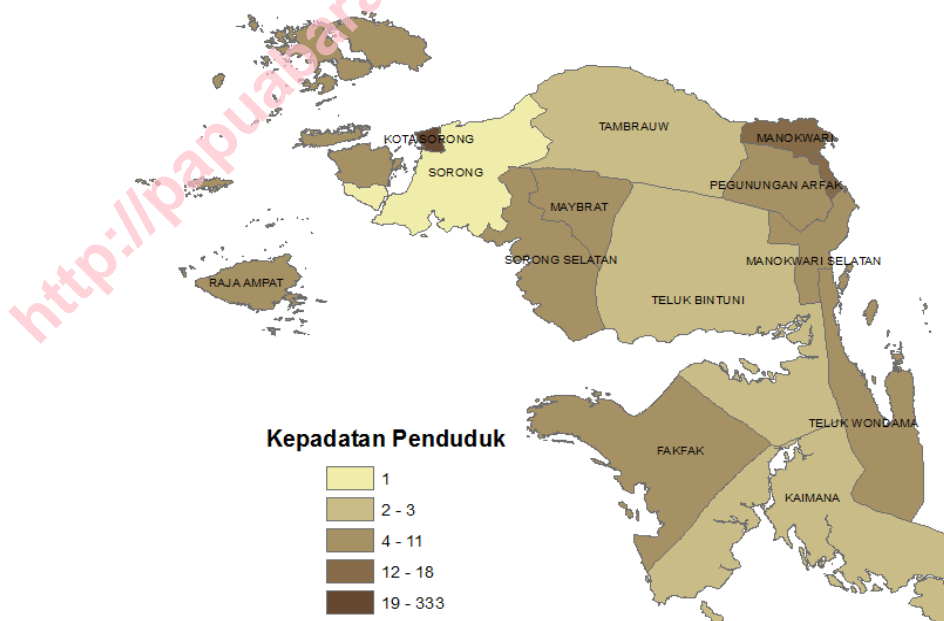 http://papuabara
KOTA SORONG
TAMBRAUW
MANOKWARI
SORONG
PEGUNUNGAN ARFAK
MAYBRAT
SORONG SELATAN
MANOKWARI SELATAN
RAJA AMPAT
TELUK BINTUNI
TELUK WONDAMA
FAKFAK
KAIMANA
Kepadatan Penduduk
1
2 - 3
4 - 11
12 - 18
19 - 333